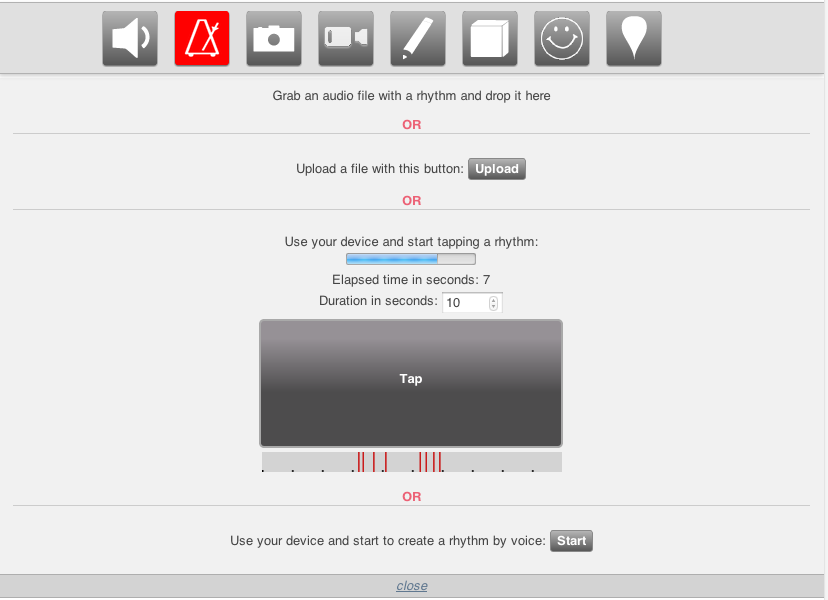 Grab an audio file with a rhythm and drop it here
OR
Upload a file with this button: Upload
OR
Use your device and start tapping a rhythm:
Elapsed time in seconds: 7
Duration in seconds: 10
Tap
OR
Use your device and start to create a rhythm by voice: Start
close